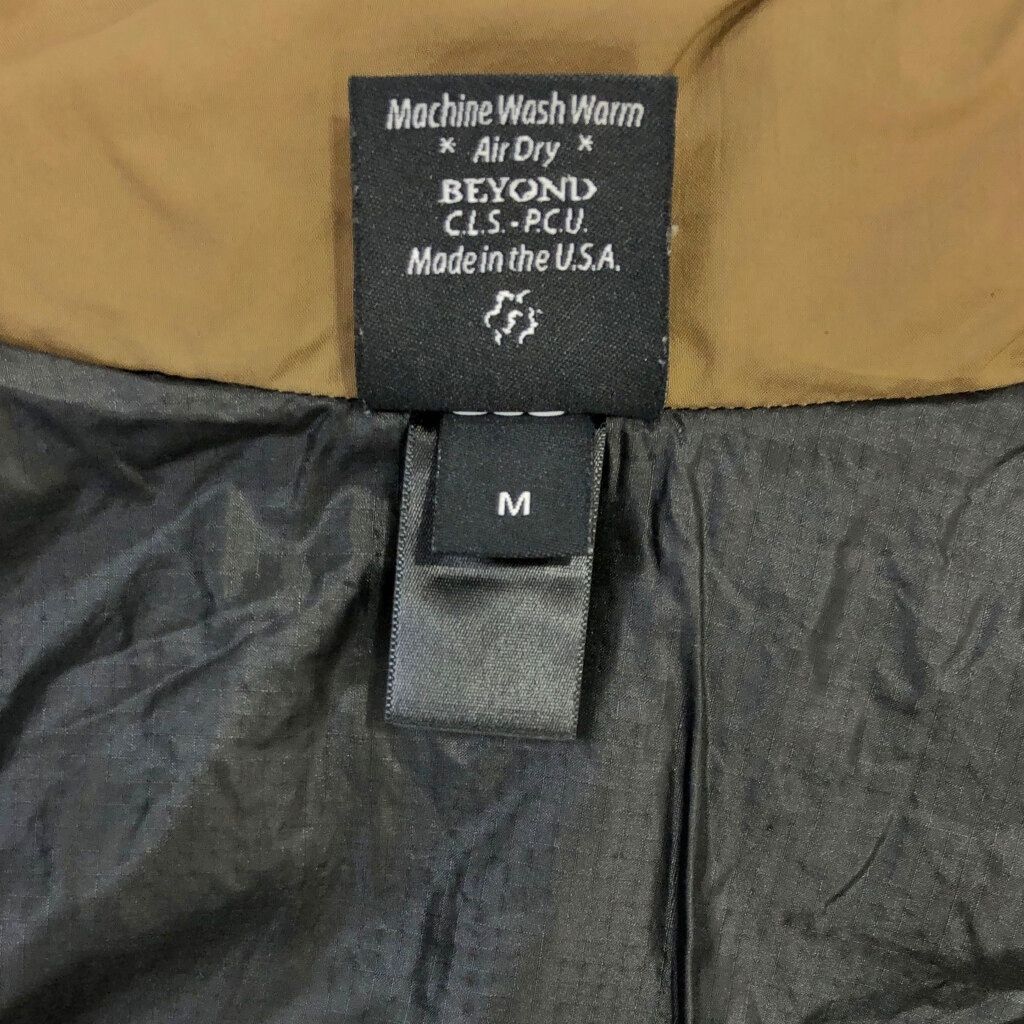 Machine Wash Warm
* Air Dry *
BEYOND
C.L.S. - P.C.U.
Made in the U.S.A.
M